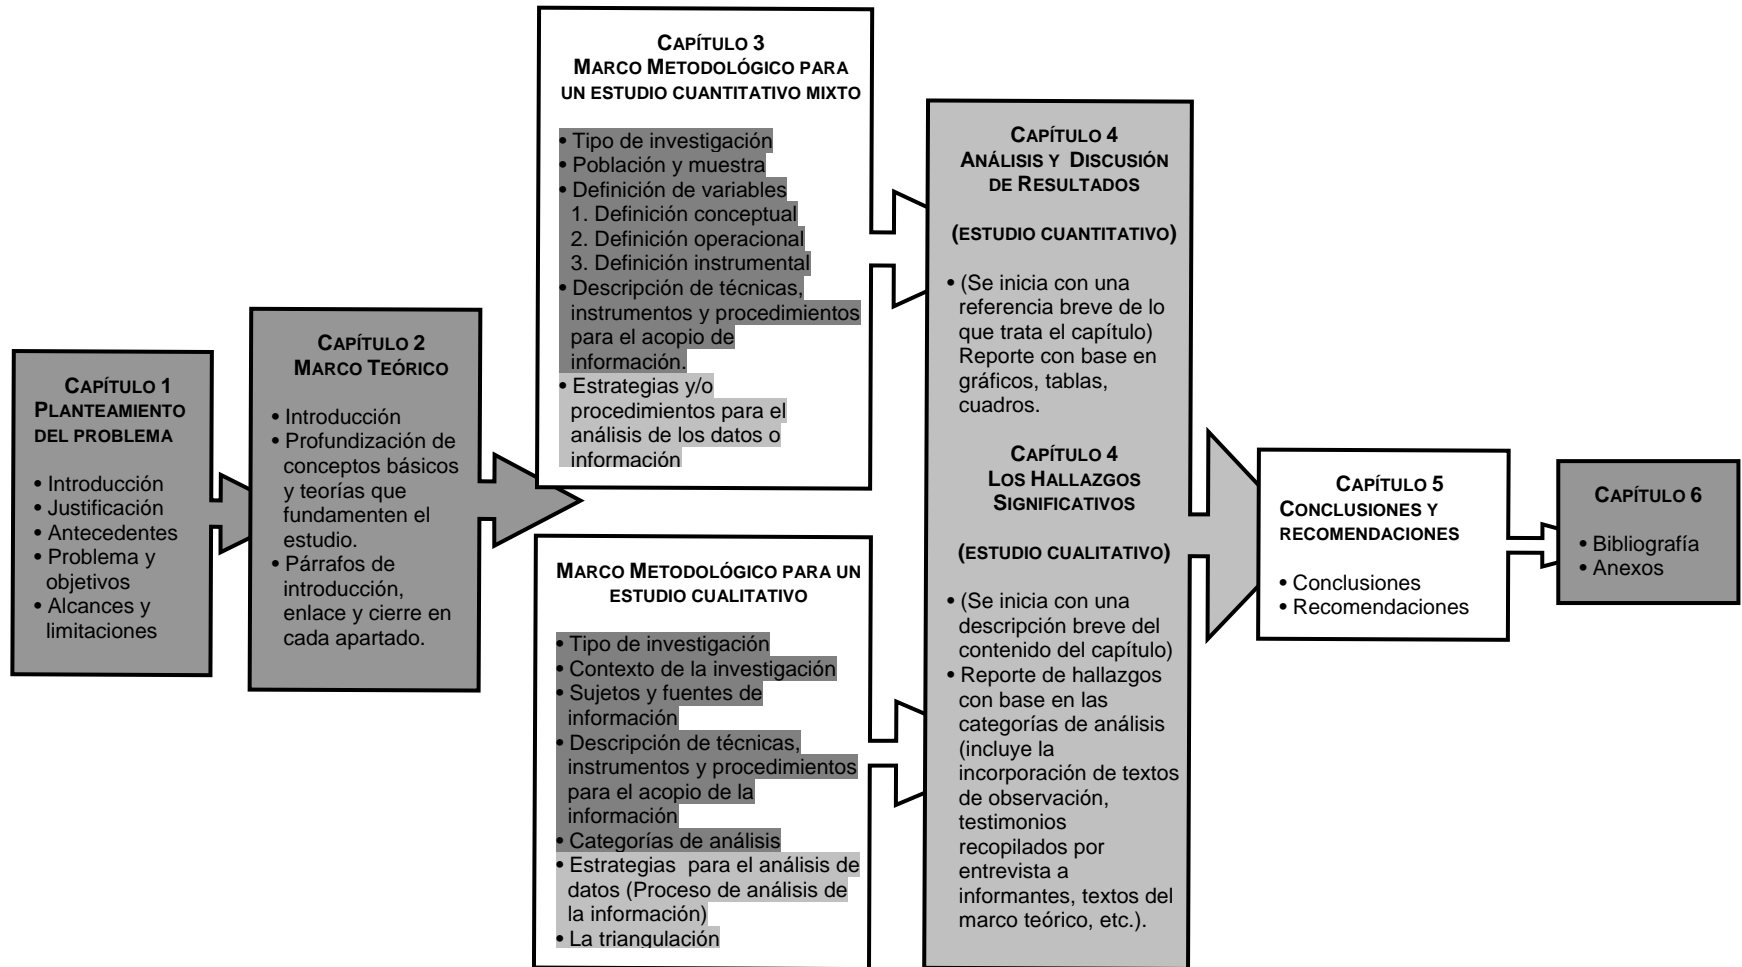 CAPÍTULO 1
PLANTEAMIENTO
DEL PROBLEMA
• Introducción
• Justificación
• Antecedentes
• Problema y
objetivos
• Alcances y
limitaciones
CAPÍTULO 2
MARCO TEÓRICO
• Introducción
• Profundización de
conceptos básicos
y teorías que
fundamenten el
estudio.
• Párrafos de
introducción,
enlace y cierre en
cada apartado.
CAPÍTULO 3
MARCO METODOLÓGICO PARA
UN ESTUDIO CUANTITATIVO MIXTO
• Tipo de investigación
• Población y muestra
• Definición de variables
1. Definición conceptual
2. Definición operacional
3. Definición instrumental
• Descripción de técnicas,
instrumentos y procedimientos
para el acopio de
información.
• Estrategias y/o
procedimientos para el
análisis de los datos o
información
MARCO METODOLÓGICO PARA UN
ESTUDIO CUALITATIVO
• Tipo de investigación
• Contexto de la investigación
• Sujetos y fuentes de
información
• Descripción de técnicas,
instrumentos y procedimientos
para el acopio de la
información
• Categorías de análisis
• Estrategias para el análisis de
datos (Proceso de análisis de
la información)
• La triangulación
CAPÍTULO 4
ANÁLISIS Y DISCUSIÓN
DE RESULTADOS
(ESTUDIO CUANTITATIVO)
• (Se inicia con una
referencia breve de lo
que trata el capítulo)
Reporte con base en
gráficos, tablas,
cuadros.
CAPÍTULO 4
LOS HALLAZGOS
SIGNIFICATIVOS
(ESTUDIO CUALITATIVO)
• (Se inicia con una
descripción breve del
contenido del capítulo)
• Reporte de hallazgos
con base en las
categorías de análisis
(incluye la
incorporación de textos
de observación,
testimonios
recopilados por
entrevista a
informantes, textos del
marco teórico, etc.).
CAPÍTULO 5
CONCLUSIONES Y
RECOMENDACIONES
• Conclusiones
• Recomendaciones
CAPÍTULO 6
• Bibliografía
• Anexos